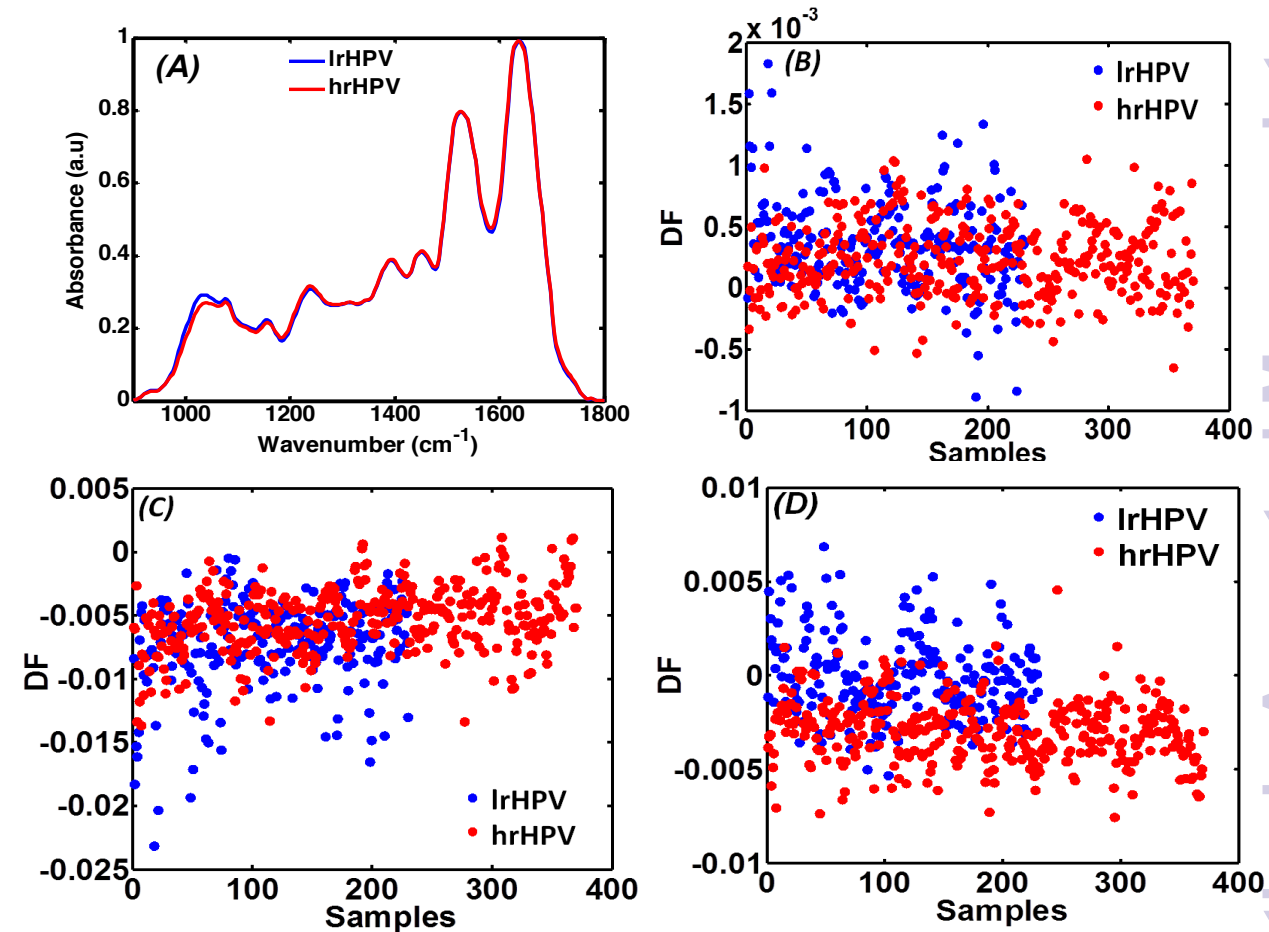 (A)
lrHPV
hrHPV
Absorbance (a.u)
1
0.8
0.6
0.4
0.2
0
1000 1200 1400 1600 1800
Wavenumber (cm-1)
2 x 10-3
(B)
lrHPV
hrHPV
DF
1.5
1
0.5
0
-0.5
-1
0 100 200 300 400
Samples
(C)
0.005
0
-0.005
-0.01
-0.015
-0.02
-0.025
DF
lrHPV
hrHPV
0 100 200 300 400
Samples
(D)
0.01
0.005
0
-0.005
-0.01
DF
lrHPV
hrHPV
0 100 200 300 400
Samples